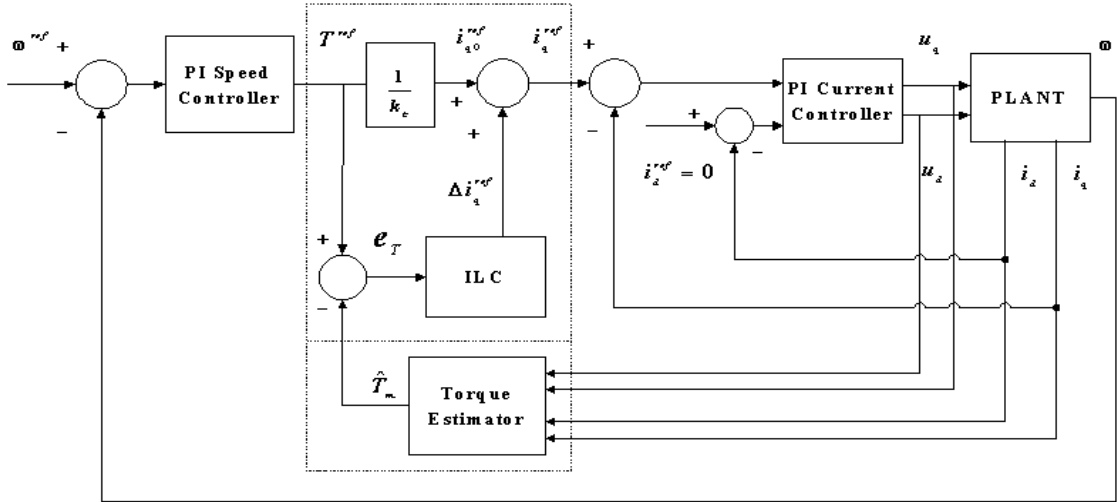 ω^ref +
−
PI Speed
Controller
T^ref
1
k_c
i_q0^ref
+
+
i_q^ref
Δi_q^ref
+
−
e_T
ILC
T̂_m
Torque
Estimator
+
−
+
−
i_d^ref = 0
PI Current
Controller
u_q
u_d
PLANT
ω
i_d
i_q